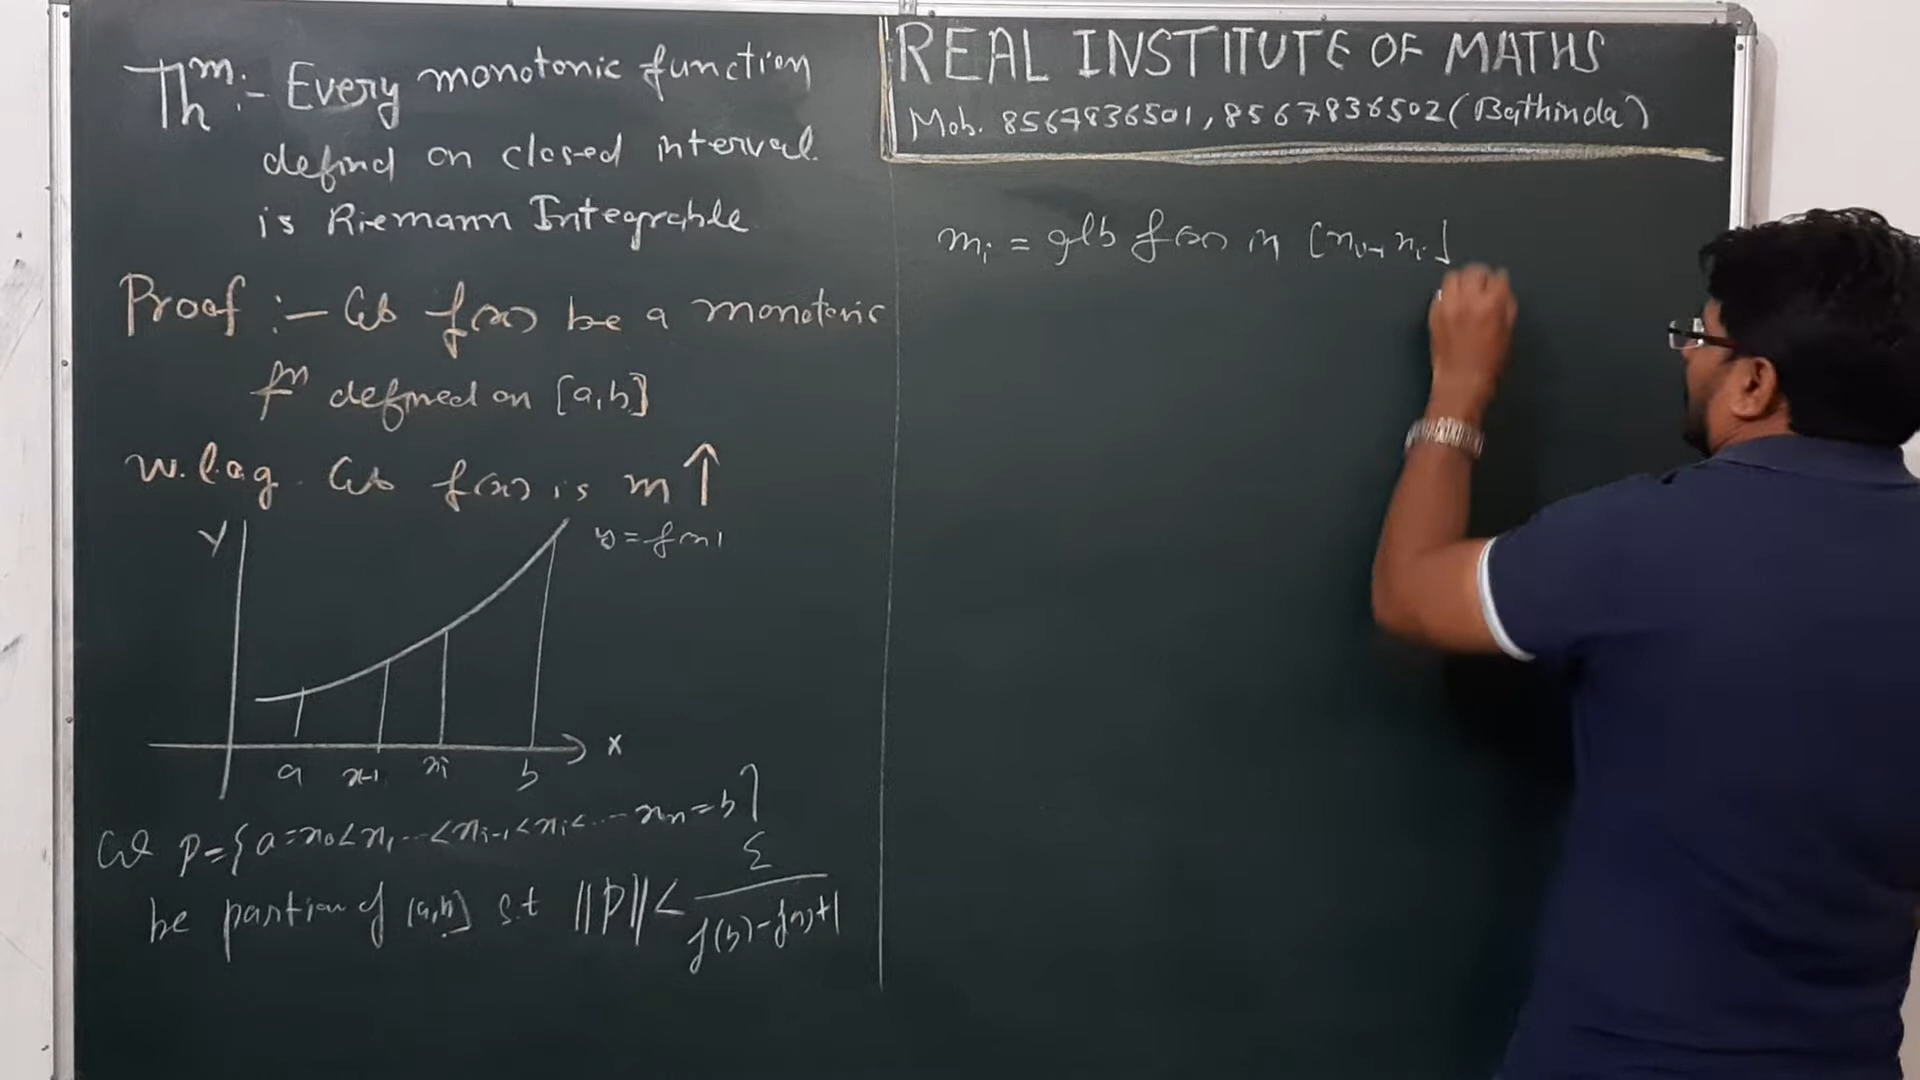 Thm:- Every monotonic function
defind on closed interval
is Riemann Integrable
Proof :- let f(x) be a monotonic
fn defined on [a,b]
w.l.o.g. let f(x) is m↑
Y
y=f(x)
X
a x-1 xi b
let P={a=x0<x1...<xi-1<xi<...xn=b}
be partion of [a,b] s.t ||P||< ε/f(b)-f(a)+1
REAL INSTITUTE OF MATHS
Mob. 8567836501, 8567836502 (Bathinda)
mi = glb f(x) in [xi-1, xi]